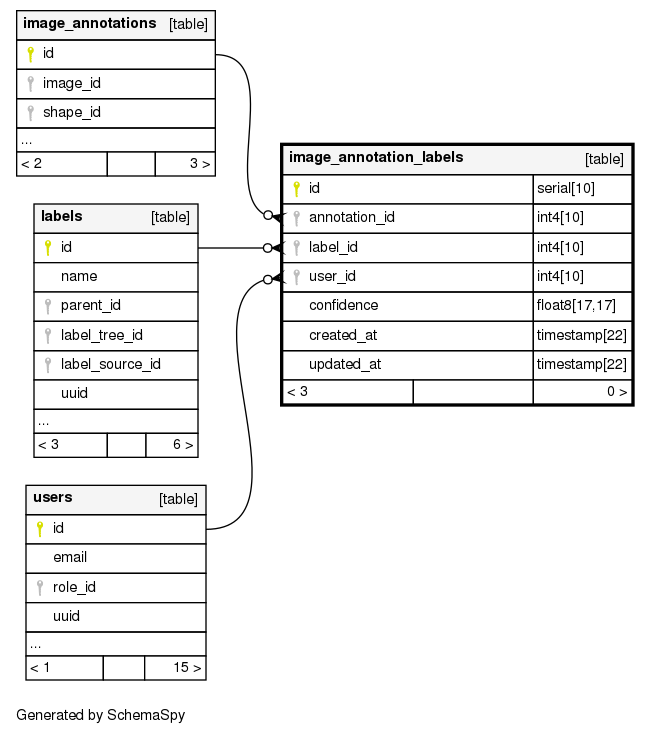 image_annotations [table]
id
image_id
shape_id
...
< 2 3 >
image_annotation_labels [table]
id serial[10]
annotation_id int4[10]
label_id int4[10]
user_id int4[10]
confidence float8[17,17]
created_at timestamp[22]
updated_at timestamp[22]
< 3 0 >
labels [table]
id
name
parent_id
label_tree_id
label_source_id
uuid
...
< 3 6 >
users [table]
id
email
role_id
uuid
...
< 1 15 >
Generated by SchemaSpy